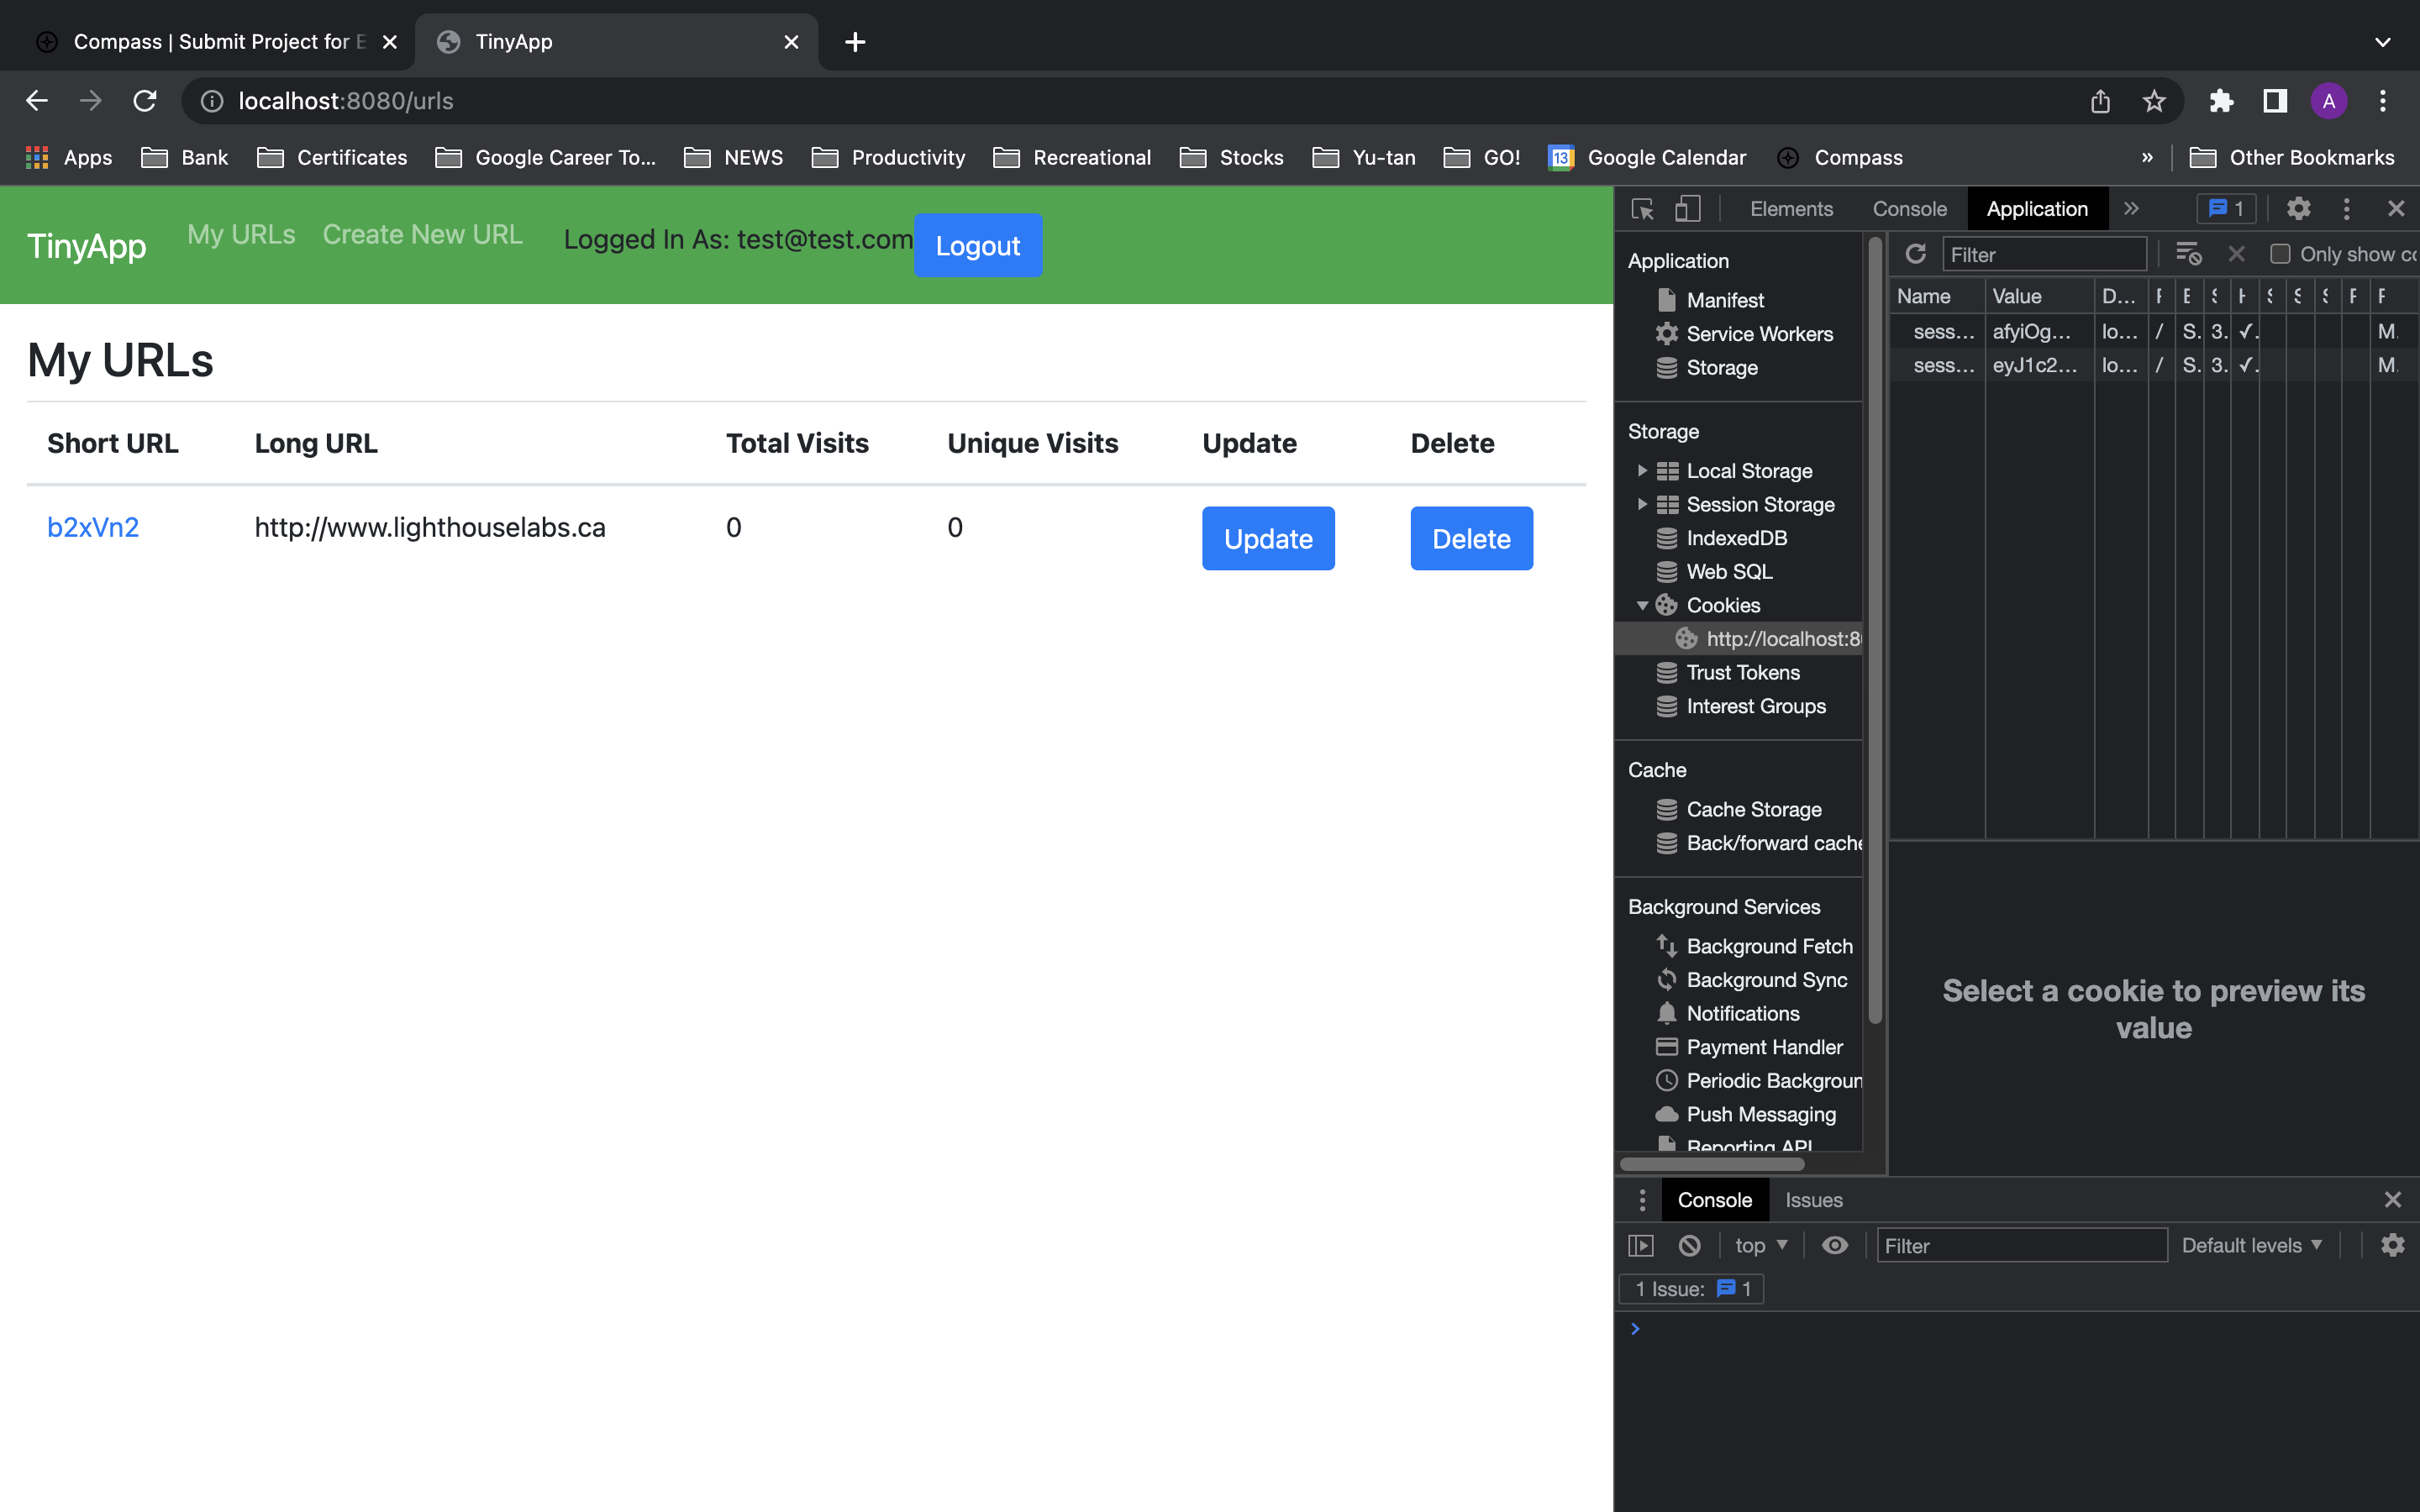 Compass | Submit Project for E
TinyApp
localhost:8080/urls
A
Apps Bank Certificates Google Career To... NEWS Productivity Recreational Stocks Yu-tan GO! 13 Google Calendar Compass » Other Bookmarks
TinyApp My URLs Create New URL Logged In As: test@test.com Logout
My URLs
Short URL Long URL Total Visits Unique Visits Update Delete
b2xVn2 http://www.lighthouselabs.ca 0 0 Update Delete
Elements Console Application » 1
Application
Manifest
Service Workers
Storage
Storage
Local Storage
Session Storage
IndexedDB
Web SQL
Cookies
http://localhost:8
Trust Tokens
Interest Groups
Cache
Cache Storage
Back/forward cache
Background Services
Background Fetch
Background Sync
Notifications
Payment Handler
Periodic Backgroun
Push Messaging
Reporting API
Filter Only show co
Name Value D...
sess... afyiOg... lo... / S. 3. ✓. M.
sess... eyJ1c2... lo... / S. 3. ✓. M.
Select a cookie to preview its
value
Console Issues
top Filter Default levels
1 Issue: 1